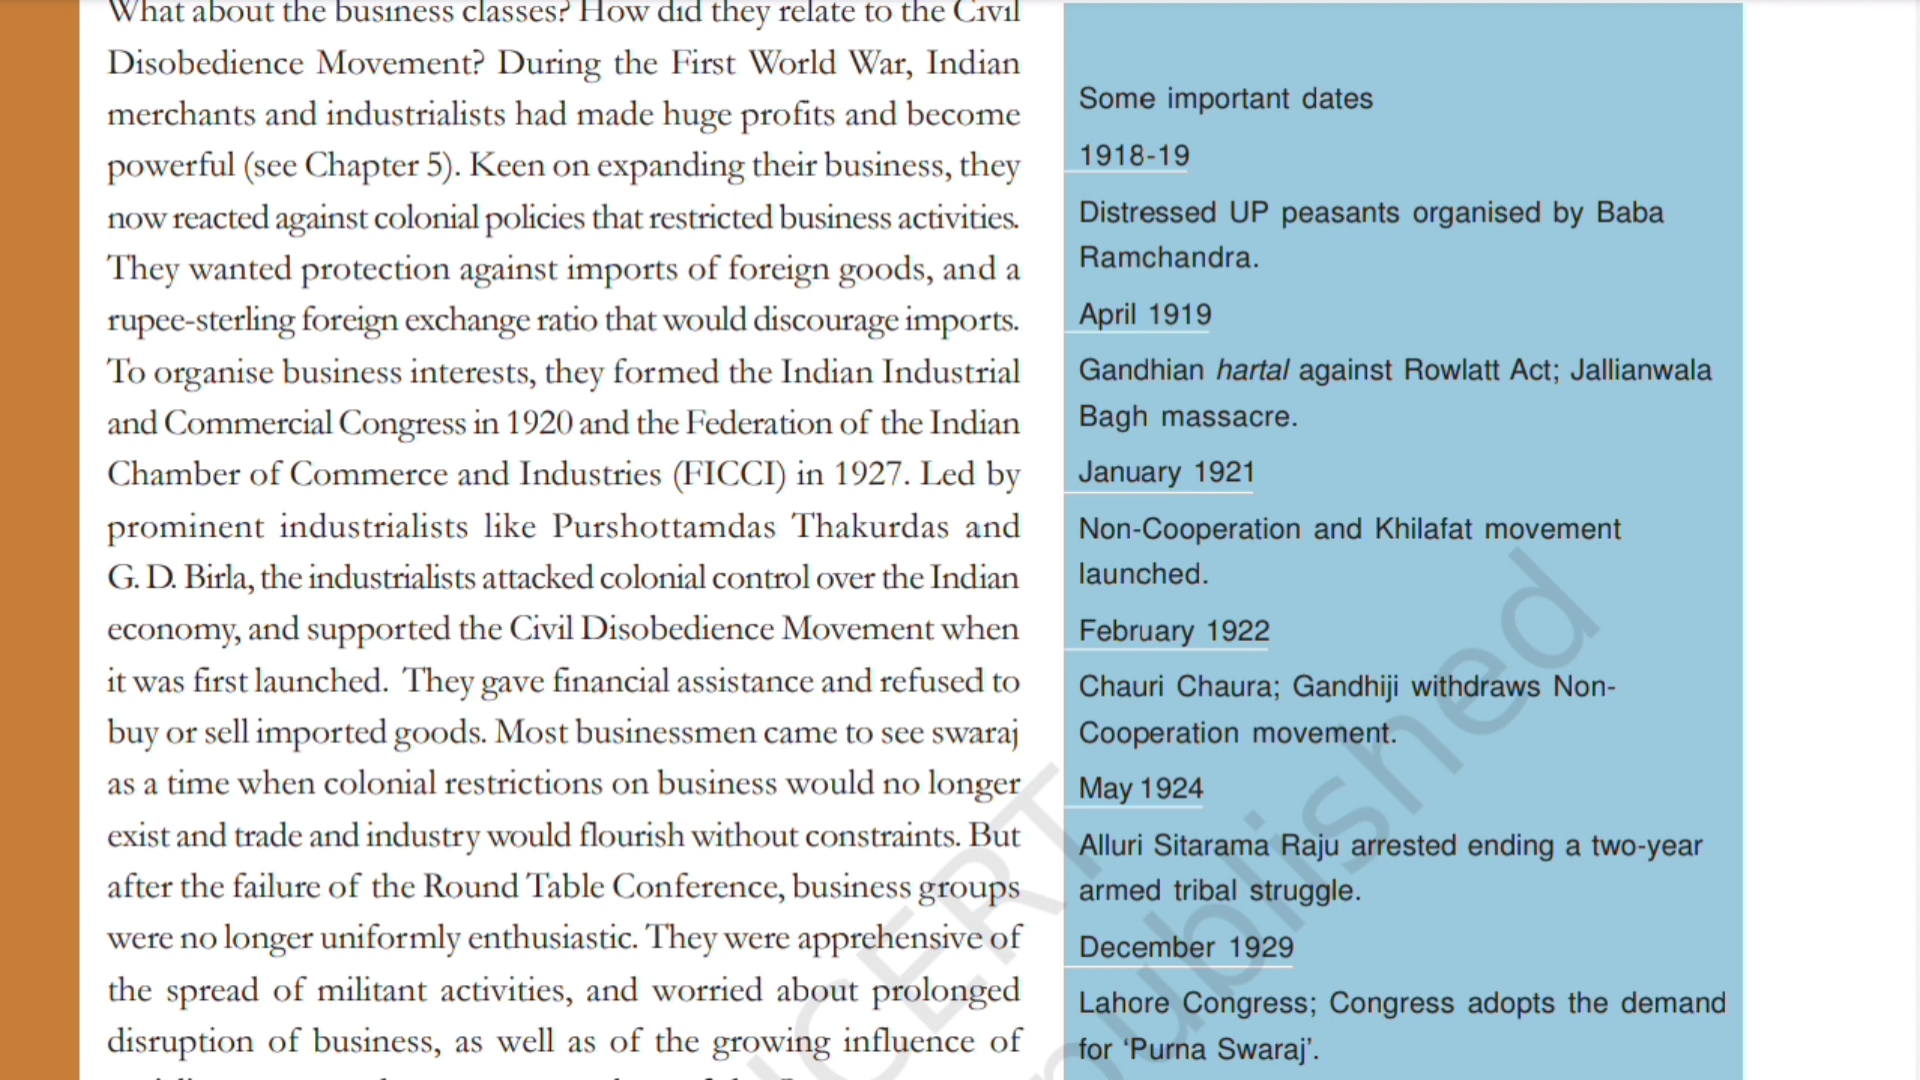 What about the business classes? How did they relate to the Civil
Disobedience Movement? During the First World War, Indian
merchants and industrialists had made huge profits and become
powerful (see Chapter 5). Keen on expanding their business, they
now reacted against colonial policies that restricted business activities.
They wanted protection against imports of foreign goods, and a
rupee-sterling foreign exchange ratio that would discourage imports.
To organise business interests, they formed the Indian Industrial
and Commercial Congress in 1920 and the Federation of the Indian
Chamber of Commerce and Industries (FICCI) in 1927. Led by
prominent industrialists like Purshottamdas Thakurdas and
G. D. Birla, the industrialists attacked colonial control over the Indian
economy, and supported the Civil Disobedience Movement when
it was first launched. They gave financial assistance and refused to
buy or sell imported goods. Most businessmen came to see swaraj
as a time when colonial restrictions on business would no longer
exist and trade and industry would flourish without constraints. But
after the failure of the Round Table Conference, business groups
were no longer uniformly enthusiastic. They were apprehensive of
the spread of militant activities, and worried about prolonged
disruption of business, as well as of the growing influence of
Some important dates
1918-19
Distressed UP peasants organised by Baba
Ramchandra.
April 1919
Gandhian hartal against Rowlatt Act; Jallianwala
Bagh massacre.
January 1921
Non-Cooperation and Khilafat movement
launched.
February 1922
Chauri Chaura; Gandhiji withdraws Non-
Cooperation movement.
May 1924
Alluri Sitarama Raju arrested ending a two-year
armed tribal struggle.
December 1929
Lahore Congress; Congress adopts the demand
for ‘Purna Swaraj’.
NCERT
published